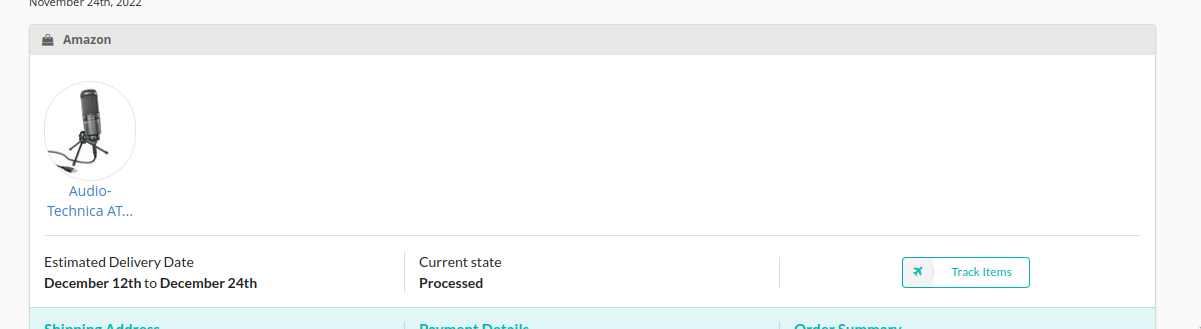 November 24th, 2022
Amazon
Audio-
Technica AT...
Estimated Delivery Date
December 12th to December 24th
Current state
Processed
Track Items
Shipping Address
Payment Details
Order Summary